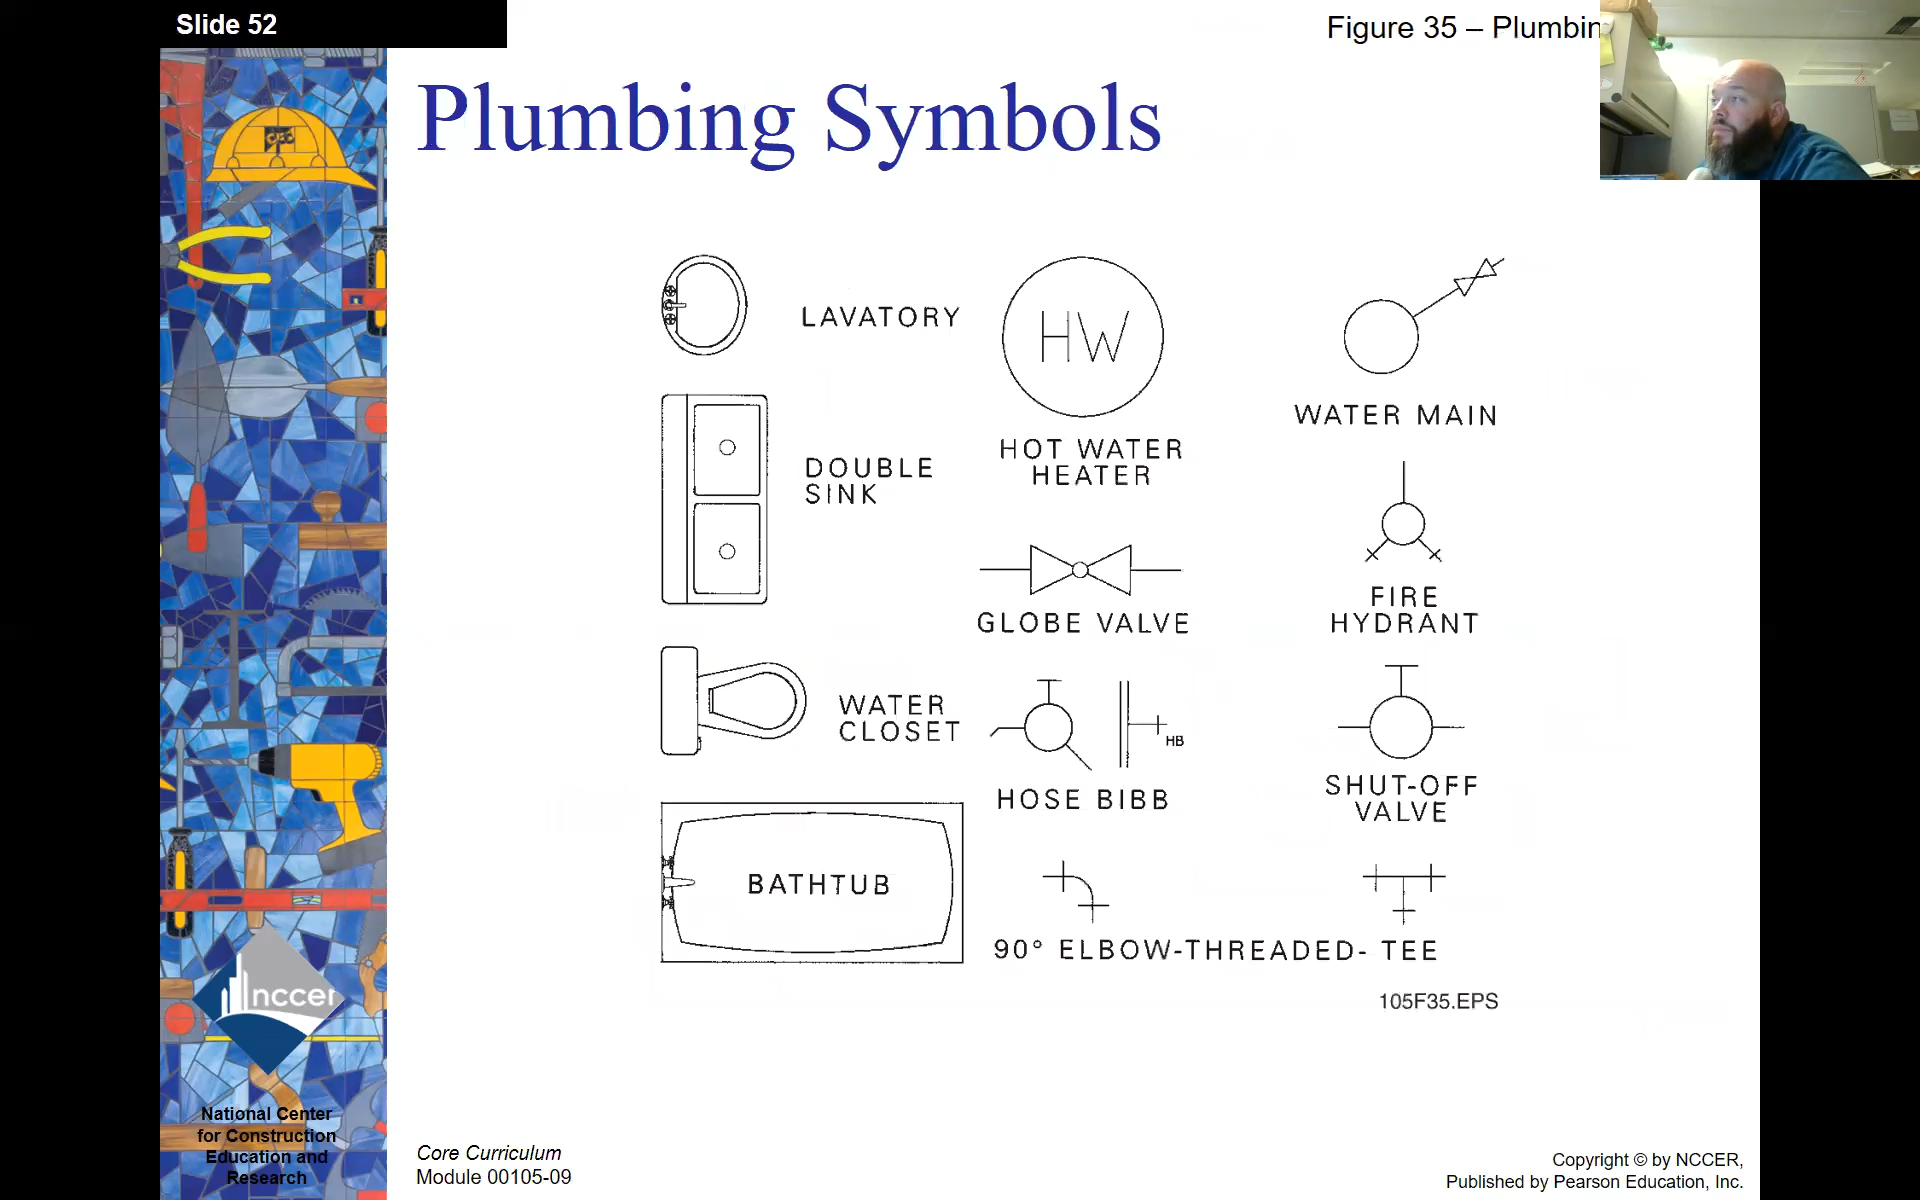 Slide 52
Figure 35 – Plumbin
Plumbing Symbols
LAVATORY
HW
HOT WATER
HEATER
WATER MAIN
DOUBLE
SINK
GLOBE VALVE
FIRE
HYDRANT
WATER
CLOSET
HB
HOSE BIBB
SHUT-OFF
VALVE
BATHTUB
90° ELBOW-THREADED- TEE
105F35.EPS
nccer
National Center
for Construction
Education and
Research
Core Curriculum
Module 00105-09
Copyright © by NCCER,
Published by Pearson Education, Inc.